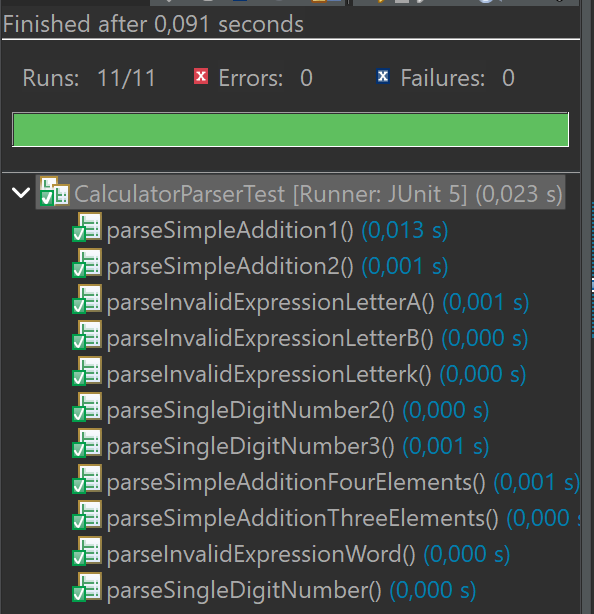 Finished after 0,091 seconds
Runs: 11/11 Errors: 0 Failures: 0
CalculatorParserTest [Runner: JUnit 5] (0,023 s)
parseSimpleAddition1() (0,013 s)
parseSimpleAddition2() (0,001 s)
parseInvalidExpressionLetterA() (0,001 s)
parseInvalidExpressionLetterB() (0,000 s)
parseInvalidExpressionLetterk() (0,000 s)
parseSingleDigitNumber2() (0,000 s)
parseSingleDigitNumber3() (0,001 s)
parseSimpleAdditionFourElements() (0,001 s)
parseSimpleAdditionThreeElements() (0,000 s
parseInvalidExpressionWord() (0,000 s)
parseSingleDigitNumber() (0,000 s)